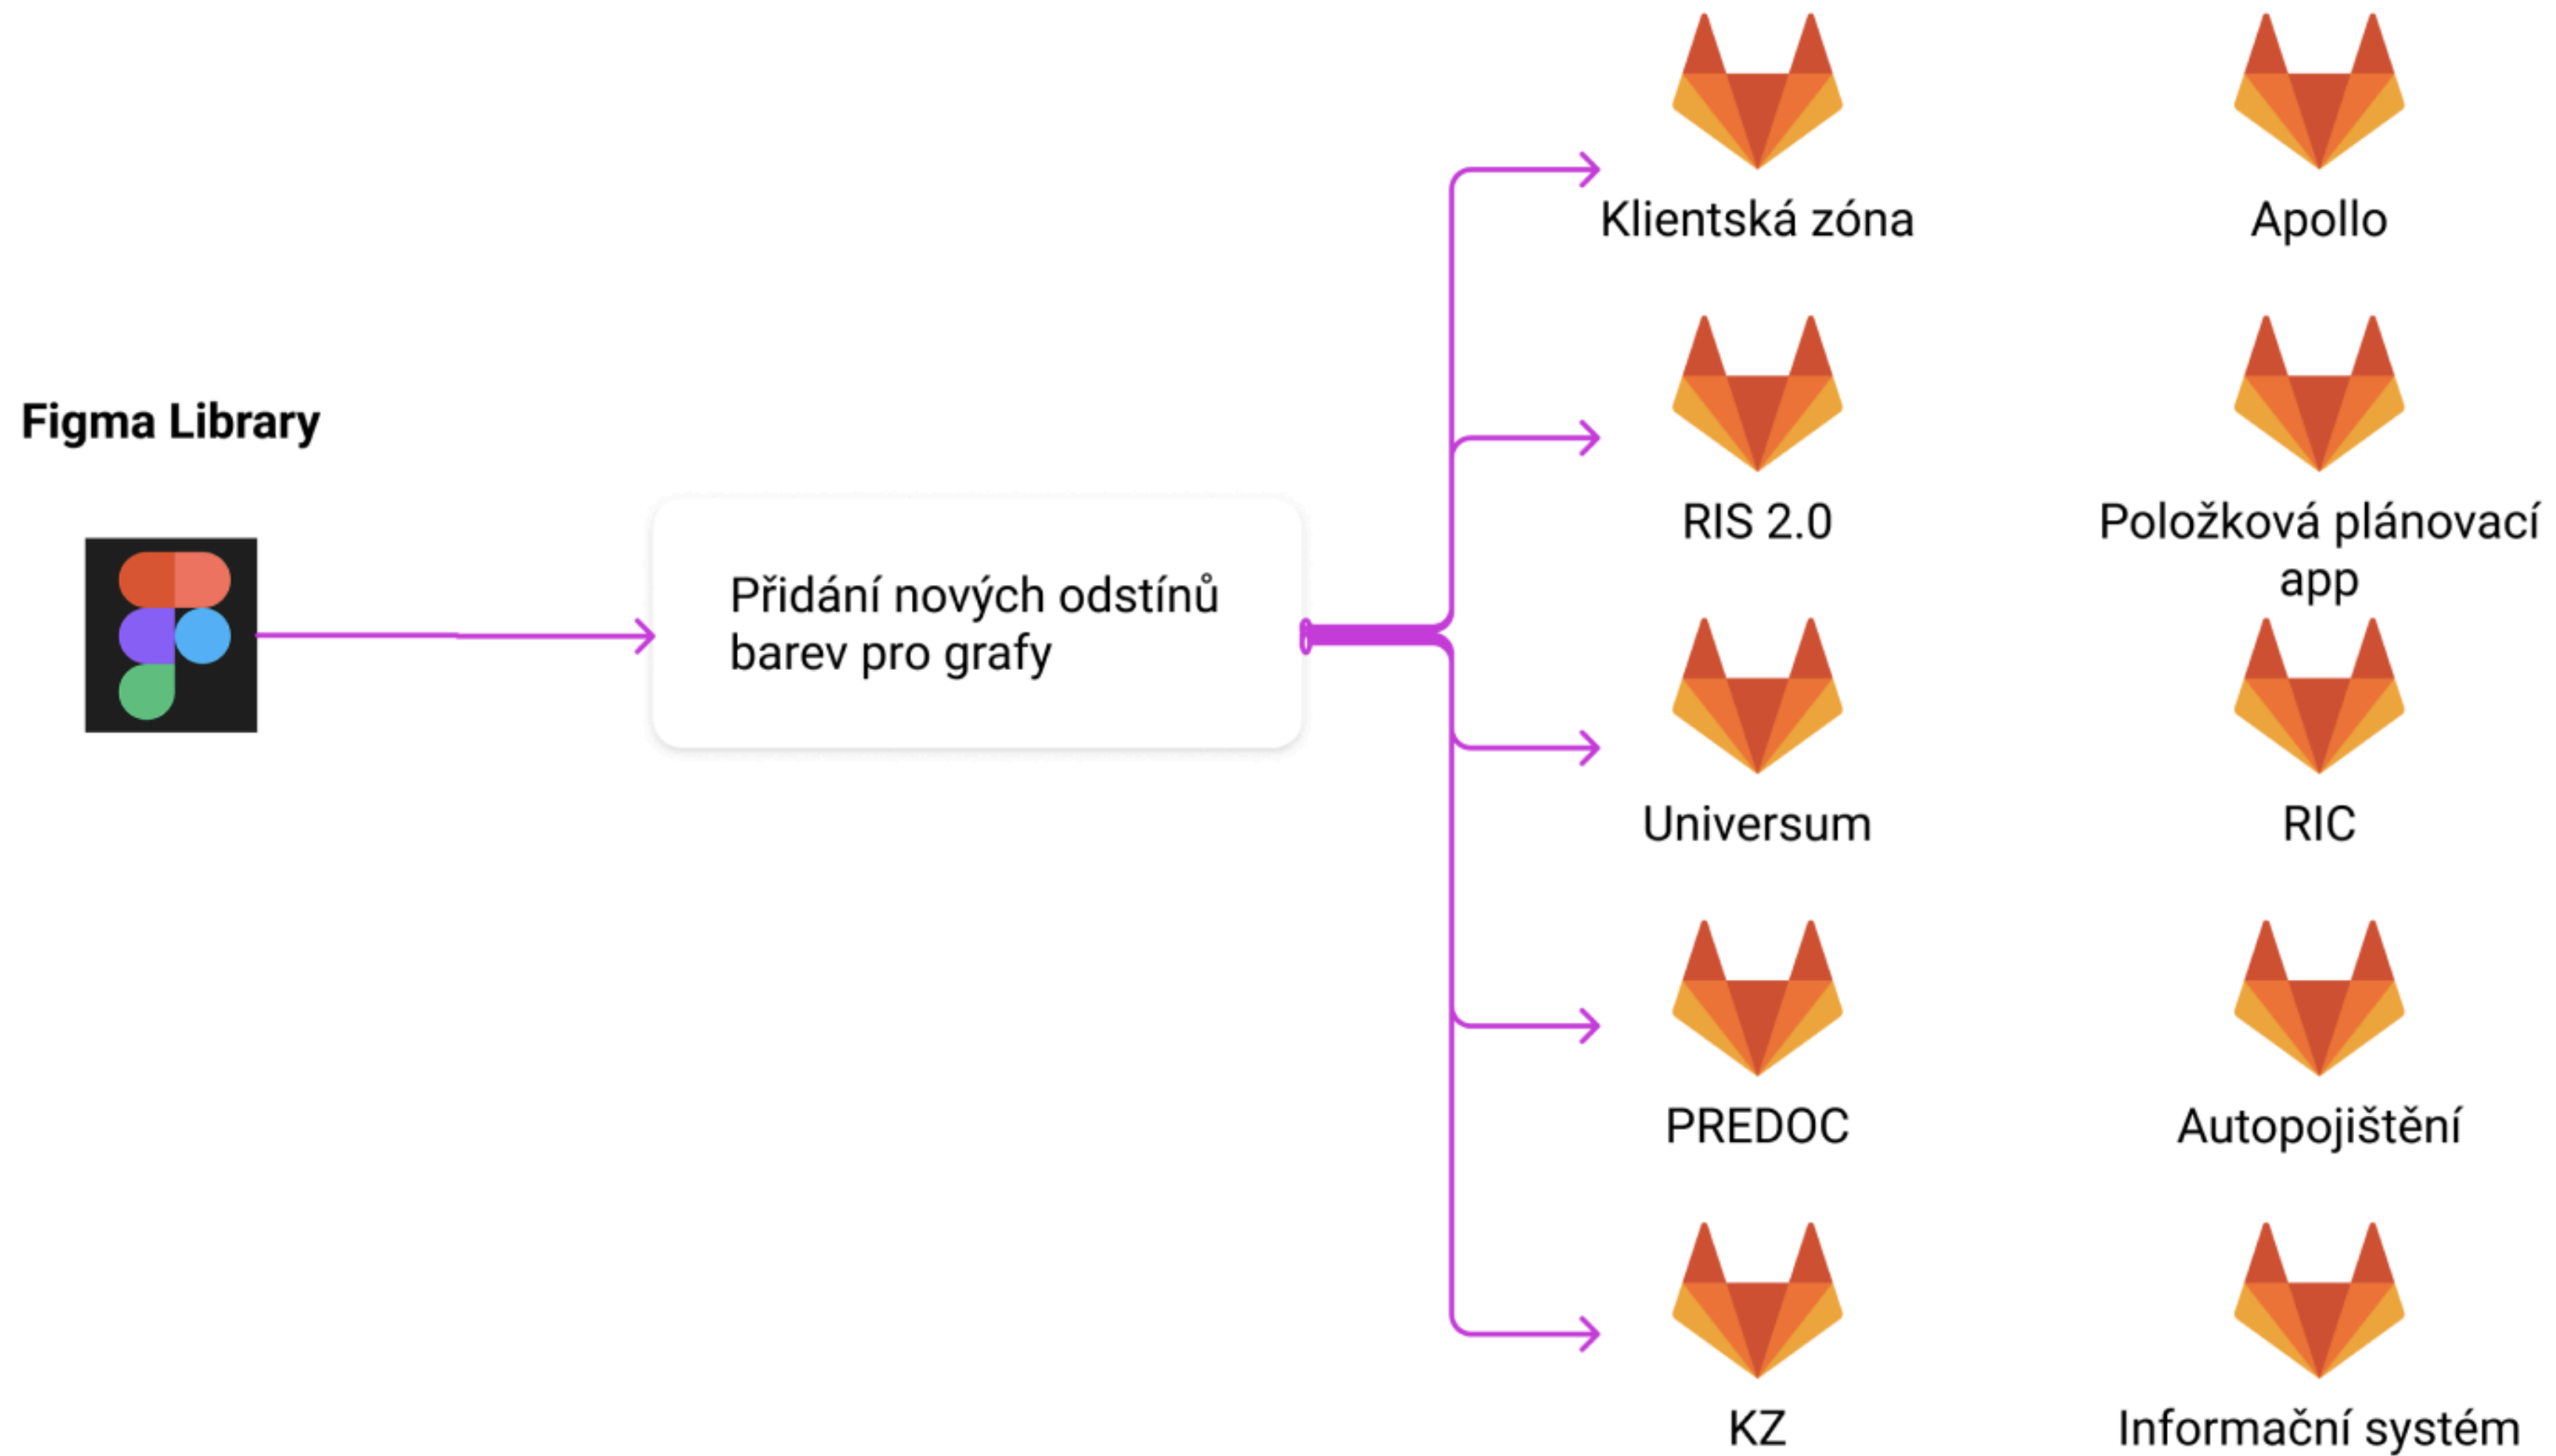 Figma Library
Přidání nových odstínů
barev pro grafy
Klientská zóna
Apollo
RIS 2.0
Položková plánovací
app
Universum
RIC
PREDOC
Autopojištění
KZ
Informační systém